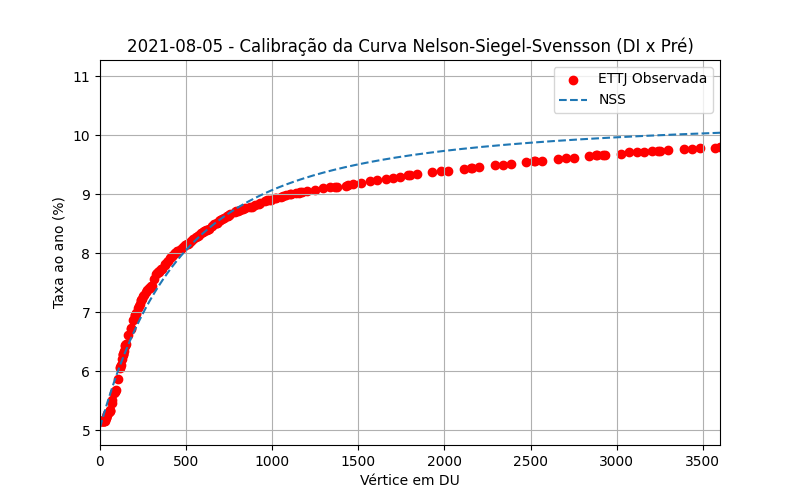 2021-08-05 - Calibração da Curva Nelson-Siegel-Svensson (DI x Pré)
ETTJ Observada
NSS
Taxa ao ano (%)
11
10
9
8
7
6
5
0 500 1000 1500 2000 2500 3000 3500
Vértice em DU